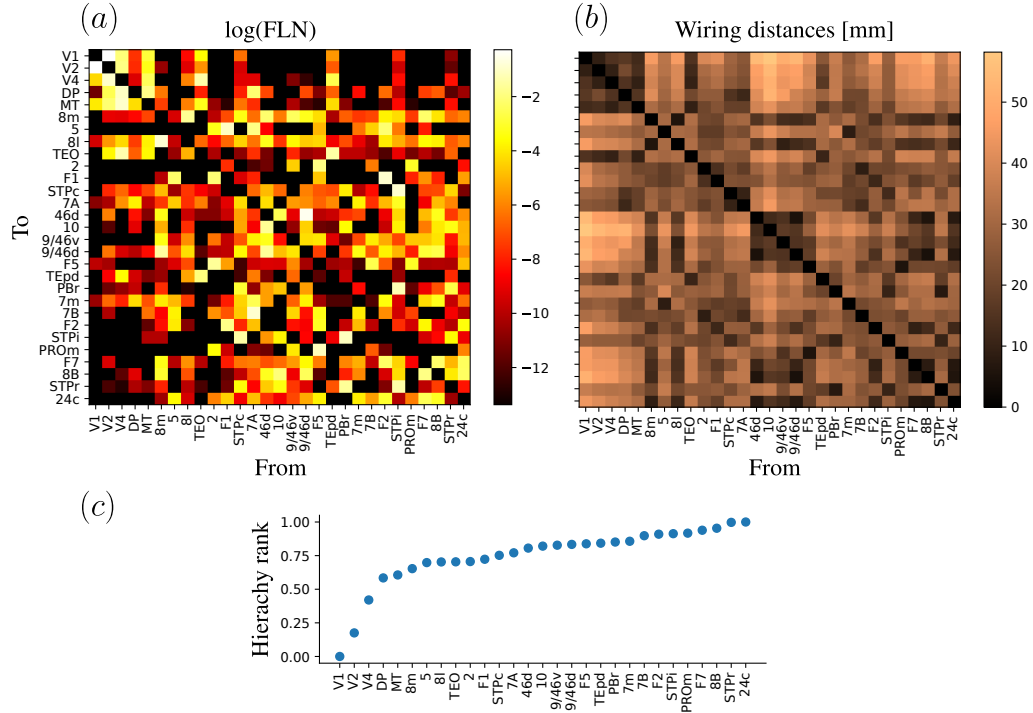 (a)
log(FLN)
V1
V2
V4
DP
MT
8m
5
8l
TEO
2
F1
STPc
7A
46d
10
9/46v
9/46d
F5
TEpd
PBr
7m
7B
F2
STPi
PROm
F7
8B
STPr
24c
To
V1 V2 V4 DP MT 8m 5 8l TEO 2 F1 STPc 7A 46d 10 9/46v 9/46d F5 TEpd PBr 7m 7B F2 STPi PROm F7 8B STPr 24c
From
−2
−4
−6
−8
−10
−12
(b)
Wiring distances [mm]
V1 V2 V4 DP MT 8m 5 8l TEO 2 F1 STPc 7A 46d 10 9/46v 9/46d F5 TEpd PBr 7m 7B F2 STPi PROm F7 8B STPr 24c
From
50
40
30
20
10
0
(c)
Hierachy rank
1.00
0.75
0.50
0.25
0.00
V1 V2 V4 DP MT 8m 5 8l TEO 2 F1 STPc 7A 46d 10 9/46v 9/46d F5 TEpd PBr 7m 7B F2 STPi PROm F7 8B STPr 24c